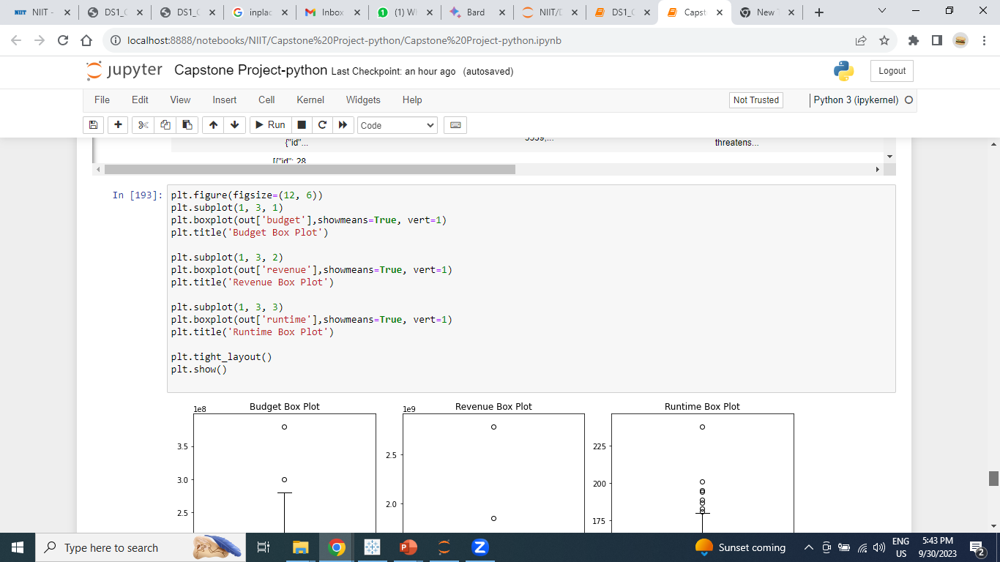 NIIT -
DS1_C
DS1_C
inplac
Inbox
(1) W
Bard
NIIT/D
DS1_C
Capst
New T
localhost:8888/notebooks/NIIT/Capstone%20Project-python/Capstone%20Project-python.ipynb
jupyter Capstone Project-python Last Checkpoint: an hour ago (autosaved)
Logout
File Edit View Insert Cell Kernel Widgets Help
Not Trusted
Python 3 (ipykernel)
Run
Code
{"id"...
threatens...
[{"id": 28
In [193]:
plt.figure(figsize=(12, 6))
plt.subplot(1, 3, 1)
plt.boxplot(out['budget'],showmeans=True, vert=1)
plt.title('Budget Box Plot')
plt.subplot(1, 3, 2)
plt.boxplot(out['revenue'],showmeans=True, vert=1)
plt.title('Revenue Box Plot')
plt.subplot(1, 3, 3)
plt.boxplot(out['runtime'],showmeans=True, vert=1)
plt.title('Runtime Box Plot')
plt.tight_layout()
plt.show()
1e8
Budget Box Plot
3.5
3.0
2.5
1e9
Revenue Box Plot
2.5
2.0
Runtime Box Plot
225
200
175
Type here to search
Sunset coming
ENG
US
5:43 PM
9/30/2023
2